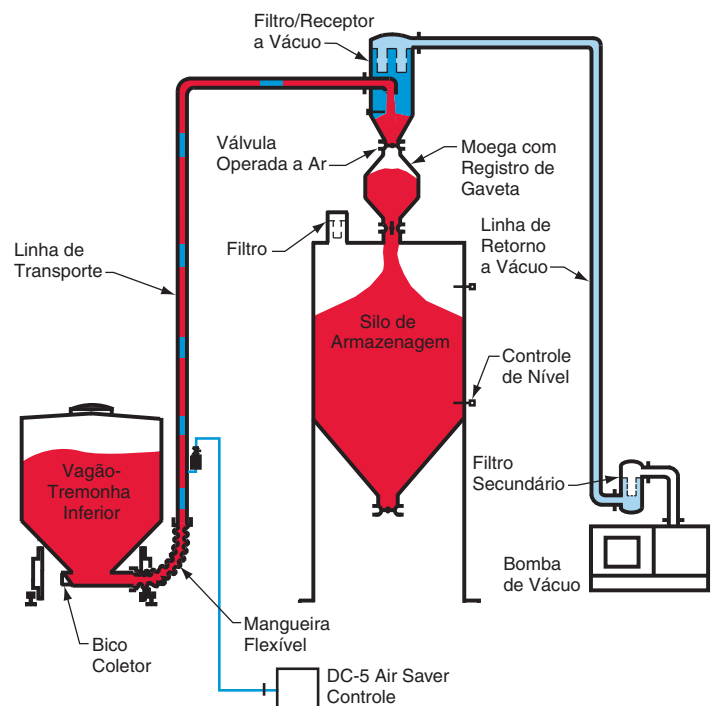 Filtro/Receptor
a Vácuo
Válvula
Operada a Ar
Moega com
Registro de
Gaveta
Linha de
Transporte
Filtro
Linha de
Retorno
a Vácuo
Silo de
Armazenagem
Controle
de Nível
Vagão-
Tremonha
Inferior
Filtro
Secundário
Bomba
de Vácuo
Bico
Coletor
Mangueira
Flexível
DC-5 Air Saver
Controle